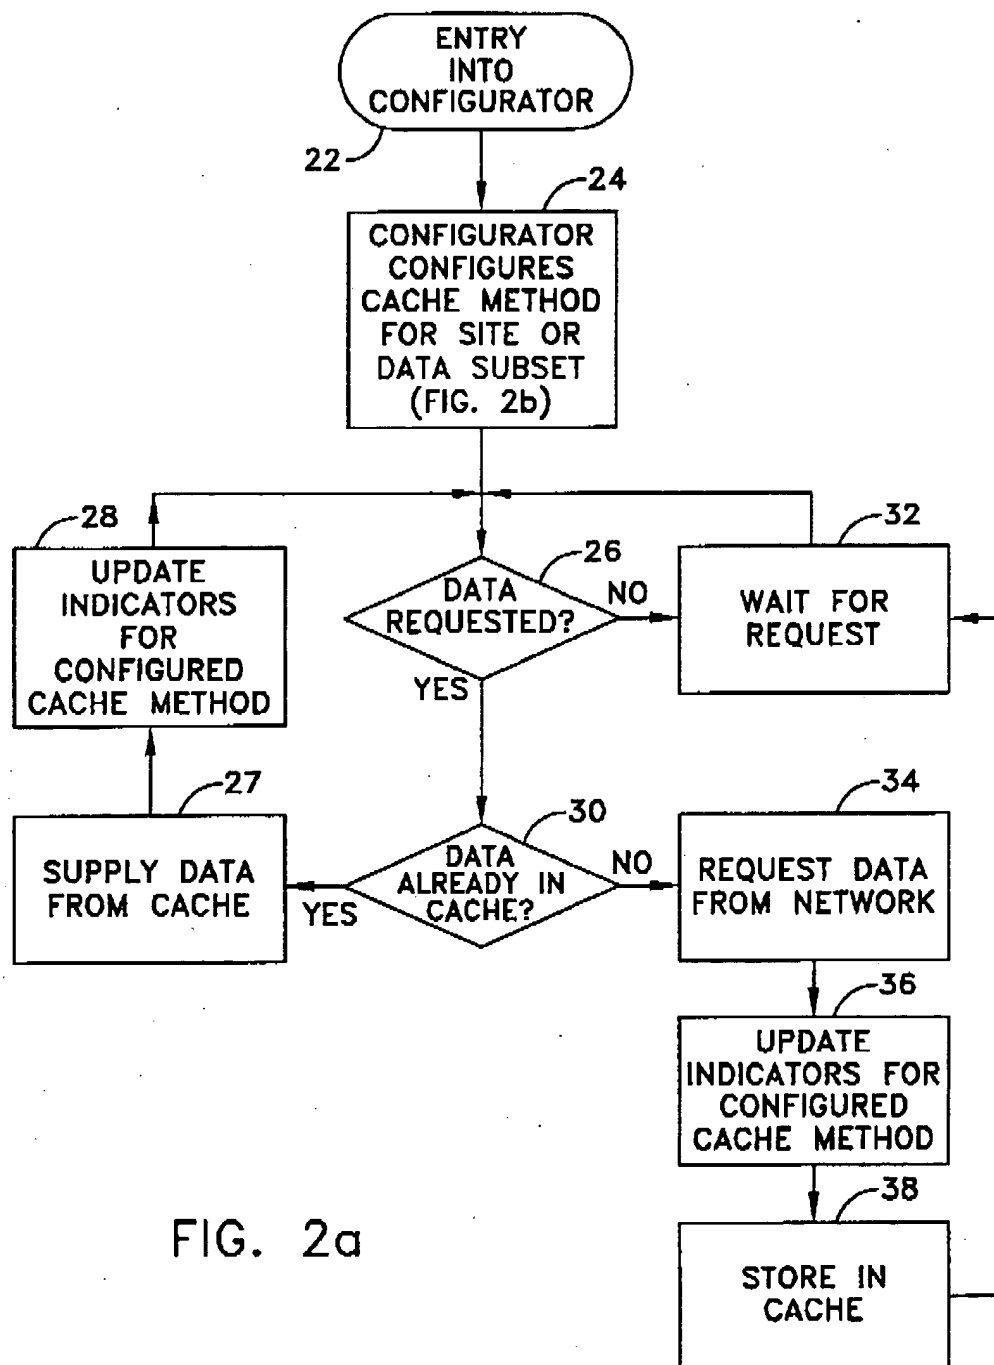 ENTRY
INTO
CONFIGURATOR
22
24
CONFIGURATOR
CONFIGURES
CACHE METHOD
FOR SITE OR
DATA SUBSET
(FIG. 2b)
28
UPDATE
INDICATORS
FOR
CONFIGURED
CACHE METHOD
26
DATA
REQUESTED?
NO
YES
32
WAIT FOR
REQUEST
27
SUPPLY DATA
FROM CACHE
30
DATA
ALREADY IN
CACHE?
YES
NO
34
REQUEST DATA
FROM NETWORK
36
UPDATE
INDICATORS FOR
CONFIGURED
CACHE METHOD
38
STORE IN
CACHE
FIG. 2a